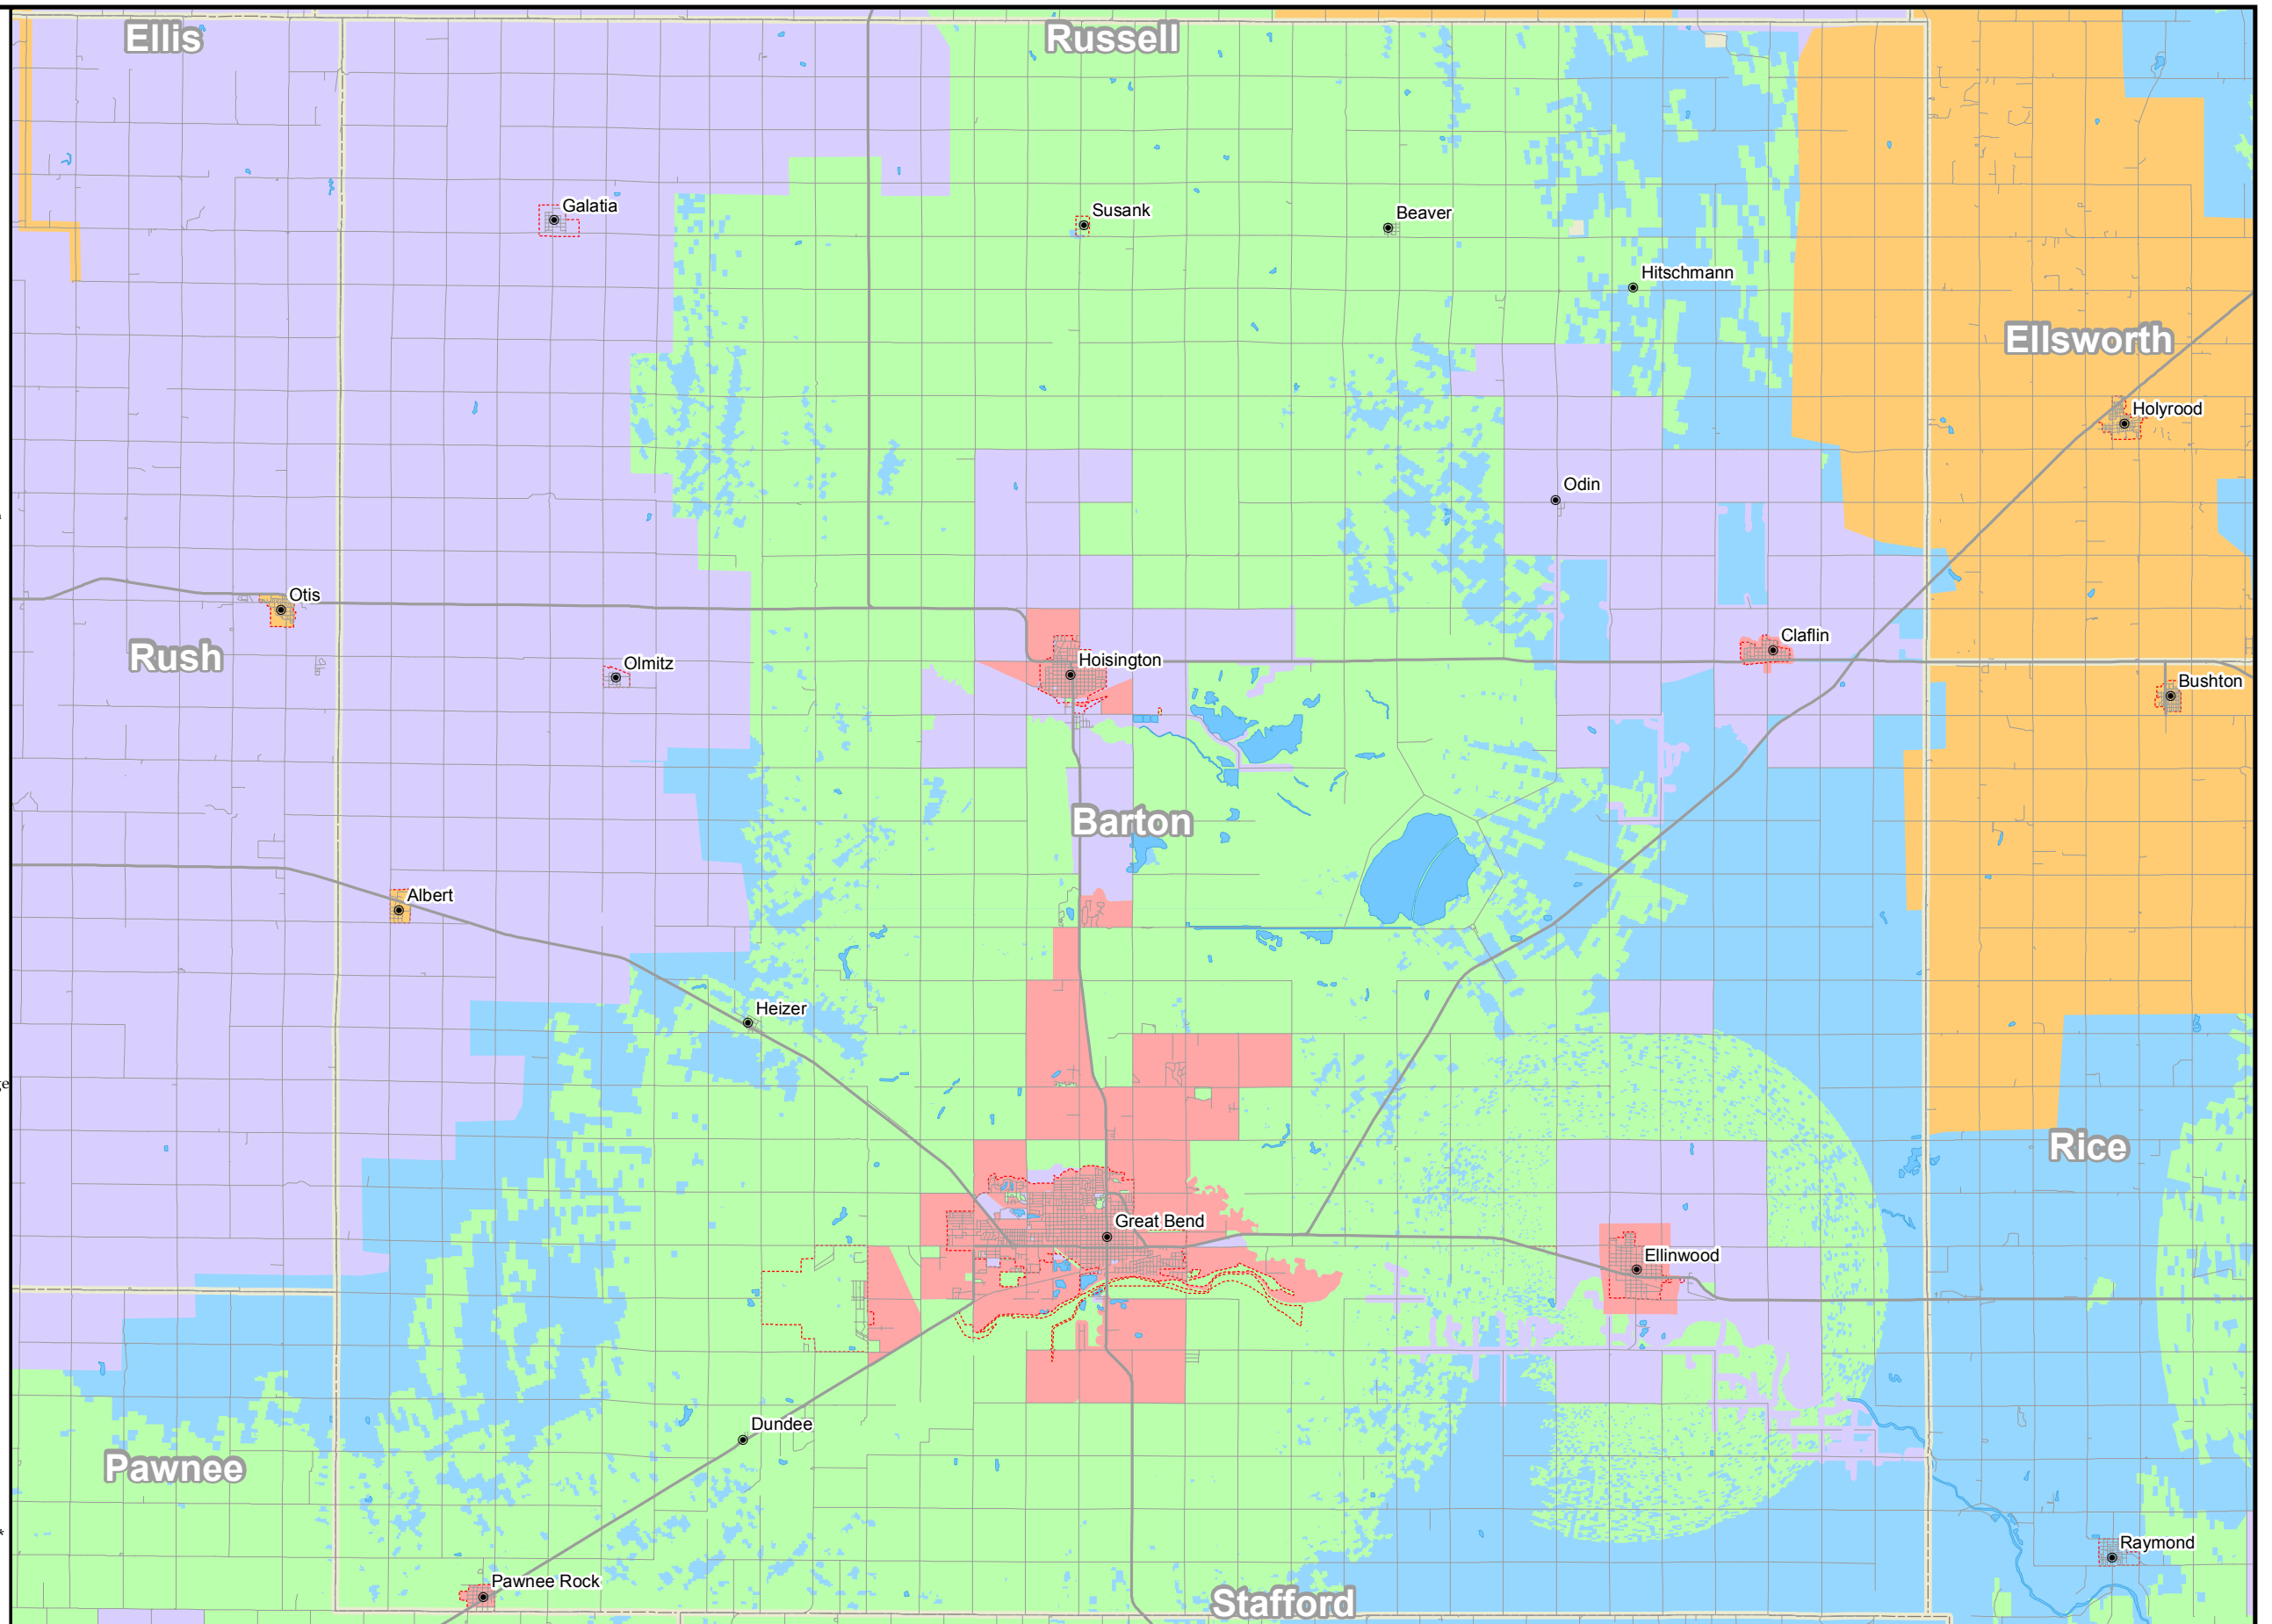 Ellis
Russell
Galatia
Susank
Beaver
Hitschmann
Ellsworth
Holyrood
Odin
Otis
Rush
Olmitz
Hoisington
Claflin
Bushton
Barton
Albert
Heizer
ge
Rice
Great Bend
Ellinwood
Dundee
Pawnee
*
Raymond
Pawnee Rock
Stafford